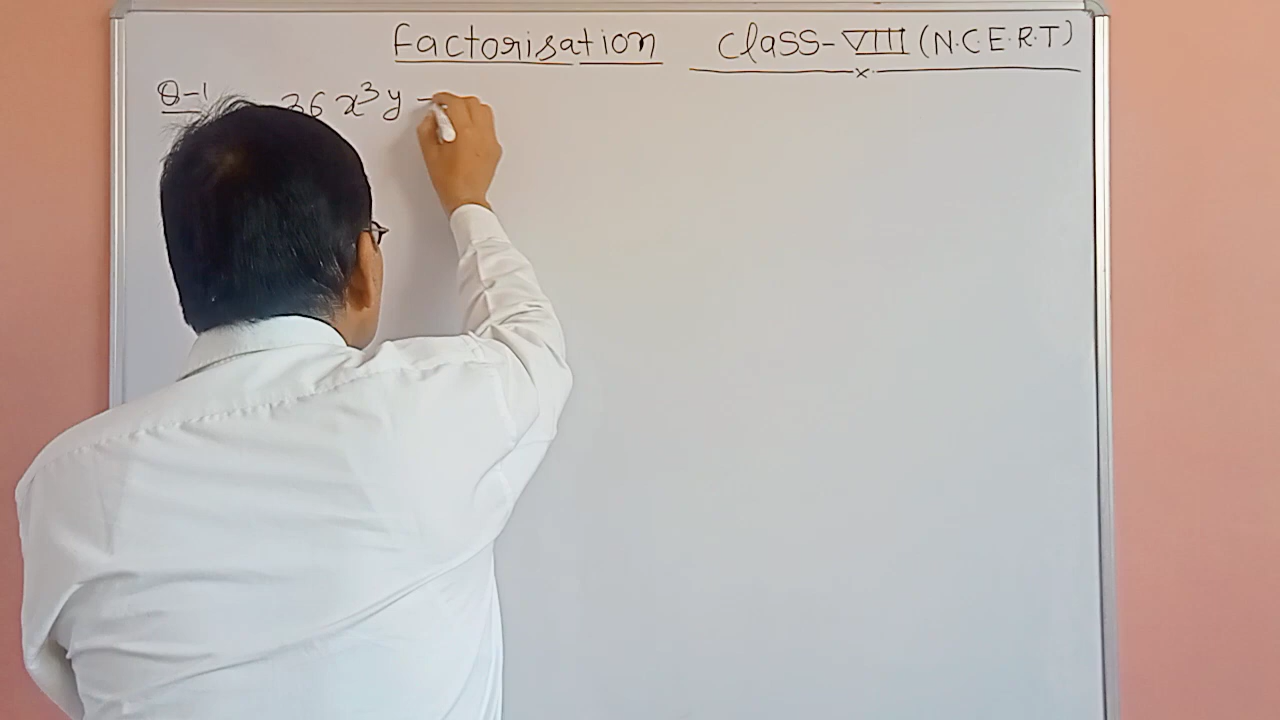 Factorisation Class-VIII (N.C.E.R.T)
Q-1 36x³y -